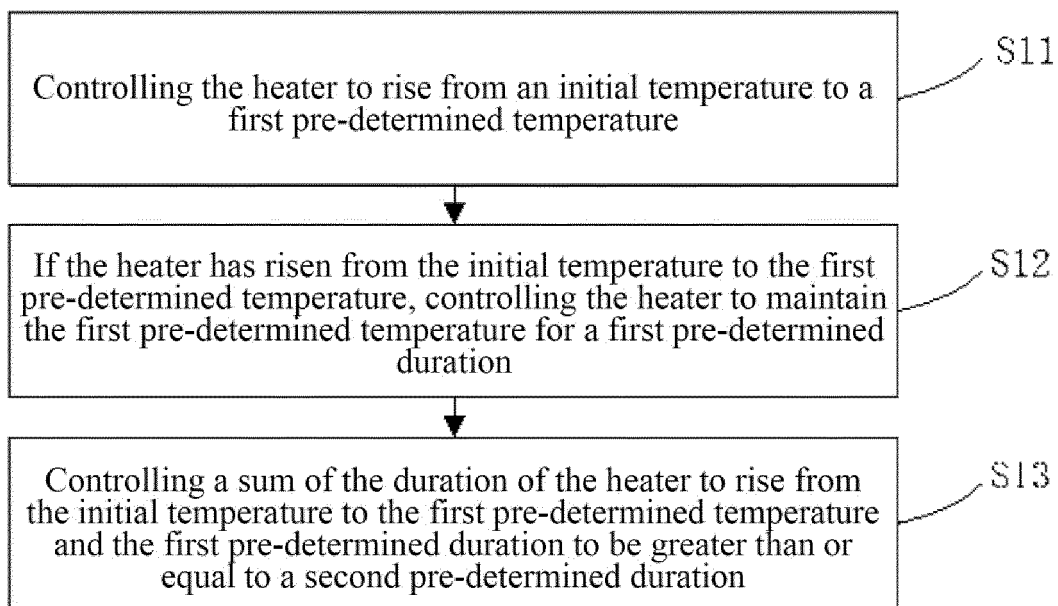 S11
Controlling the heater to rise from an initial temperature to a
first pre-determined temperature
S12
If the heater has risen from the initial temperature to the first
pre-determined temperature, controlling the heater to maintain
the first pre-determined temperature for a first pre-determined
duration
S13
Controlling a sum of the duration of the heater to rise from
the initial temperature to the first pre-determined temperature
and the first pre-determined duration to be greater than or
equal to a second pre-determined duration